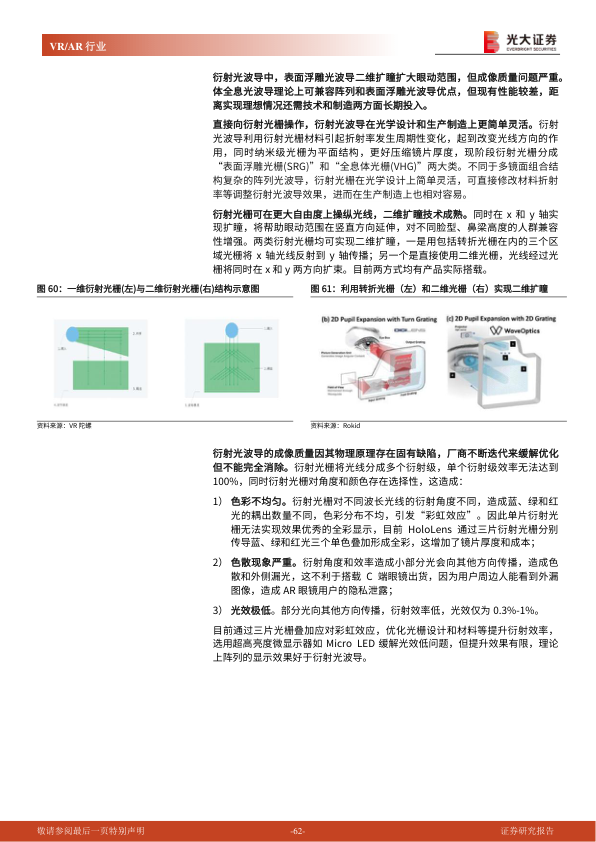 VR/AR 行业
光大证券
EVERBRIGHT SECURITIES
衍射光波导中，表面浮雕光波导二维扩瞳扩大眼动范围，但成像质量问题严重。
体全息光波导理论上可兼容阵列和表面浮雕光波导优点，但现有性能较差，距
离实现理想情况还需技术和制造两方面长期投入。
直接向衍射光栅操作，衍射光波导在光学设计和生产制造上更简单灵活。衍射
光波导利用衍射光栅材料引起折射率发生周期性变化，起到改变光线方向的作
用，同时纳米级光栅为平面结构，更好压缩镜片厚度，现阶段衍射光栅分成
“表面浮雕光栅(SRG)”和“全息体光栅(VHG)”两大类。不同于多镜面组合结
构复杂的阵列光波导，衍射光栅在光学设计上简单灵活，可直接修改材料折射
率等调整衍射光波导效果，进而在生产制造上也相对容易。
衍射光栅可在更大自由度上操纵光线，二维扩瞳技术成熟。同时在 x 和 y 轴实
现扩瞳，将帮助眼动范围在竖直方向延伸，对不同脸型、鼻梁高度的人群兼容
性增强。两类衍射光栅均可实现二维扩瞳，一是用包括转折光栅在内的三个区
域光栅将 x 轴光线反射到 y 轴传播；另一个是直接使用二维光栅，光线经过光
栅将同时在 x 和 y 两方向扩束。目前两方式均有产品实际搭载。
图 60：一维衍射光栅(左)与二维衍射光栅(右)结构示意图
图 61：利用转折光栅（左）和二维光栅（右）实现二维扩瞳
(b) 2D Pupil Expansion with Turn Grating
(c) 2D Pupil Expansion with 2D Grating
WaveOptics
资料来源：VR 陀螺
资料来源：Rokid
衍射光波导的成像质量因其物理原理存在固有缺陷，厂商不断迭代来缓解优化
但不能完全消除。衍射光栅将光线分成多个衍射级，单个衍射级效率无法达到
100%，同时衍射光栅对角度和颜色存在选择性，这造成：
1） 色彩不均匀。衍射光栅对不同波长光线的衍射角度不同，造成蓝、绿和红
光的耦出数量不同，色彩分布不均，引发“彩虹效应”。因此单片衍射光
栅无法实现效果优秀的全彩显示，目前 HoloLens 通过三片衍射光栅分别
传导蓝、绿和红光三个单色叠加形成全彩，这增加了镜片厚度和成本；
2） 色散现象严重。衍射角度和效率造成小部分光会向其他方向传播，造成色
散和外侧漏光，这不利于搭载 C 端眼镜出货，因为用户周边人能看到外漏
图像，造成 AR 眼镜用户的隐私泄露；
3） 光效极低。部分光向其他方向传播，衍射效率低，光效仅为 0.3%-1%。
目前通过三片光栅叠加应对彩虹效应，优化光栅设计和材料等提升衍射效率，
选用超高亮度微显示器如 Micro LED 缓解光效低问题，但提升效果有限，理论
上阵列的显示效果好于衍射光波导。
敬请参阅最后一页特别声明
-62-
证券研究报告